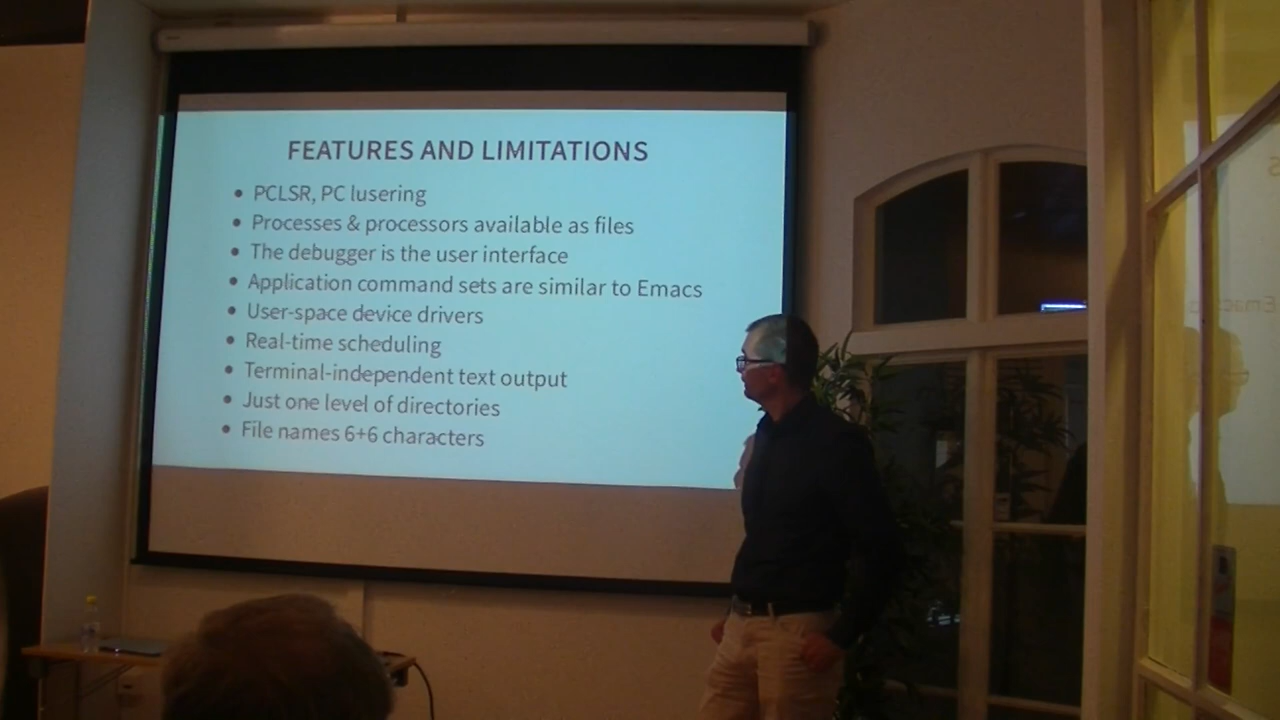 FEATURES AND LIMITATIONS
PCLSR, PC lusering
Processes & processors available as files
The debugger is the user interface
Application command sets are similar to Emacs
User-space device drivers
Real-time scheduling
Terminal-independent text output
Just one level of directories
File names 6+6 characters